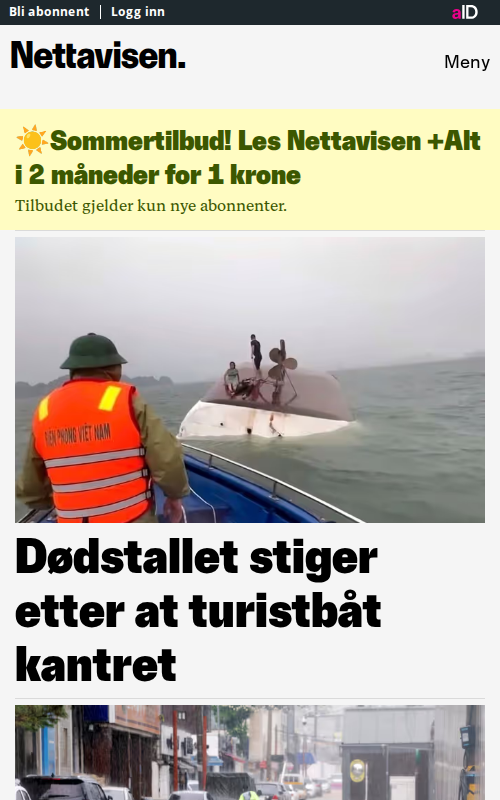 Bli abonnent | Logg inn
aID
Nettavisen.
Meny
☀️Sommertilbud! Les Nettavisen +Alt
i 2 måneder for 1 krone
Tilbudet gjelder kun nye abonnenter.
BIÊN PHÒNG VIỆT NAM
Dødstallet stiger
etter at turistbåt
kantret